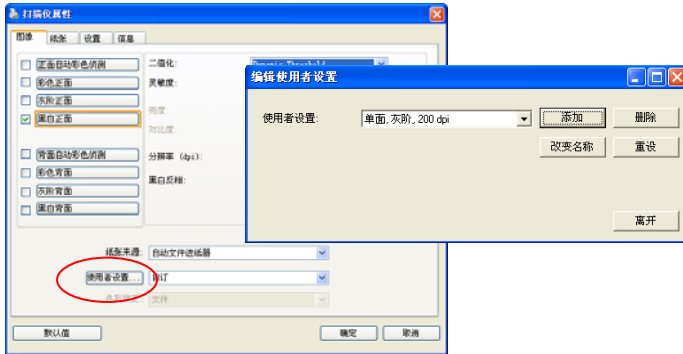 扫描仪属性
图像 纸张 设置 信息
正面自动彩色侦测
彩色正面
灰阶正面
黑白正面
背面自动彩色侦测
彩色背面
灰阶背面
黑白背面
二值化: Dynamic Threshold
灵敏度:
亮度
对比度
分辨率 (dpi):
黑白反相:
编辑使用者设置
使用者设置: 单面,灰阶, 200 dpi 添加 删除
改变名称 重设
离开
纸张来源: 自动文件进纸器
使用者设置... 自订
文件
默认值 确定 取消